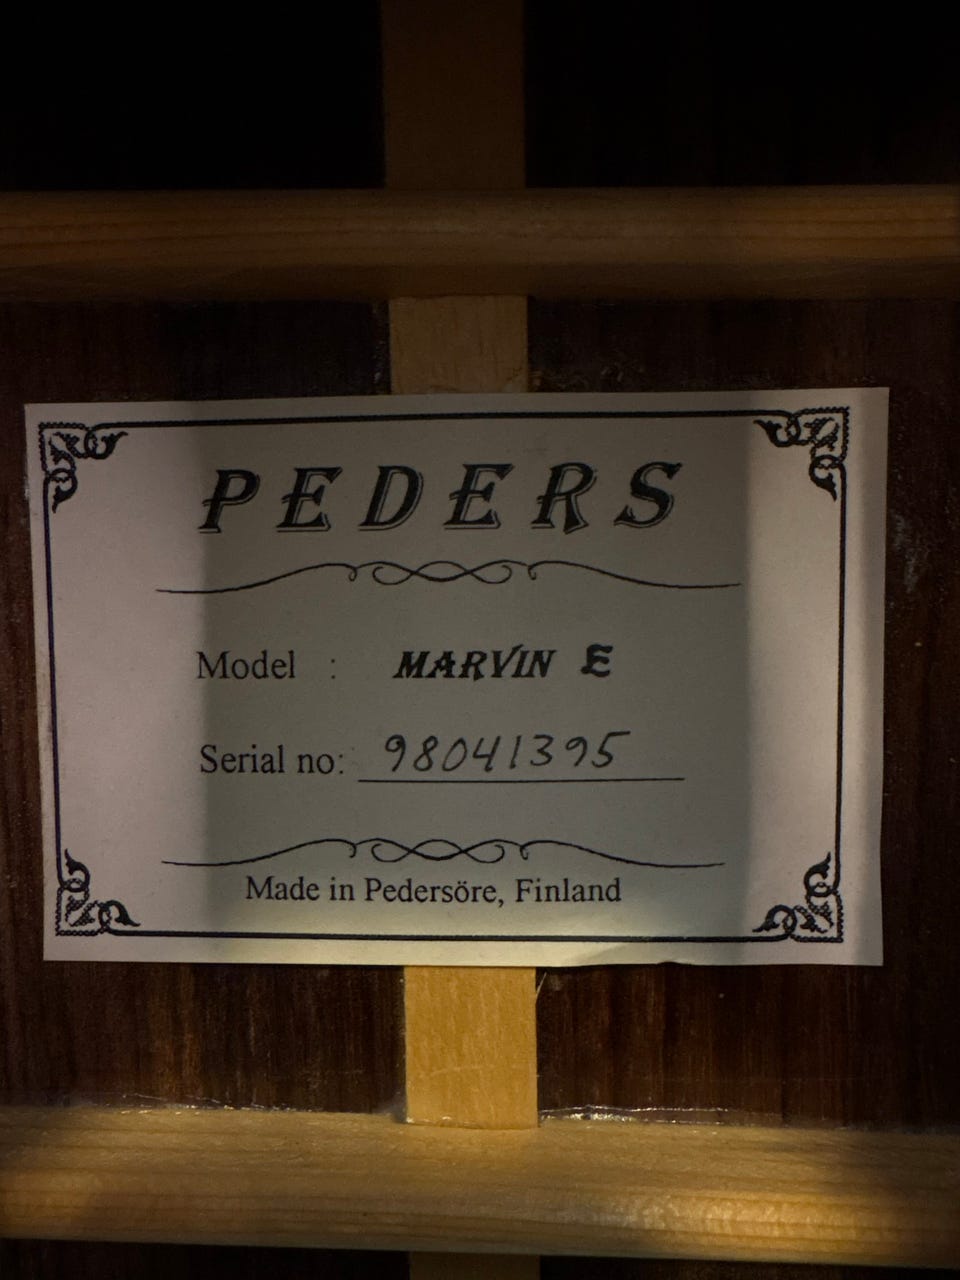 PEDERS
Model : MARVIN E
Serial no: 98041395
Made in Pedersöre, Finland